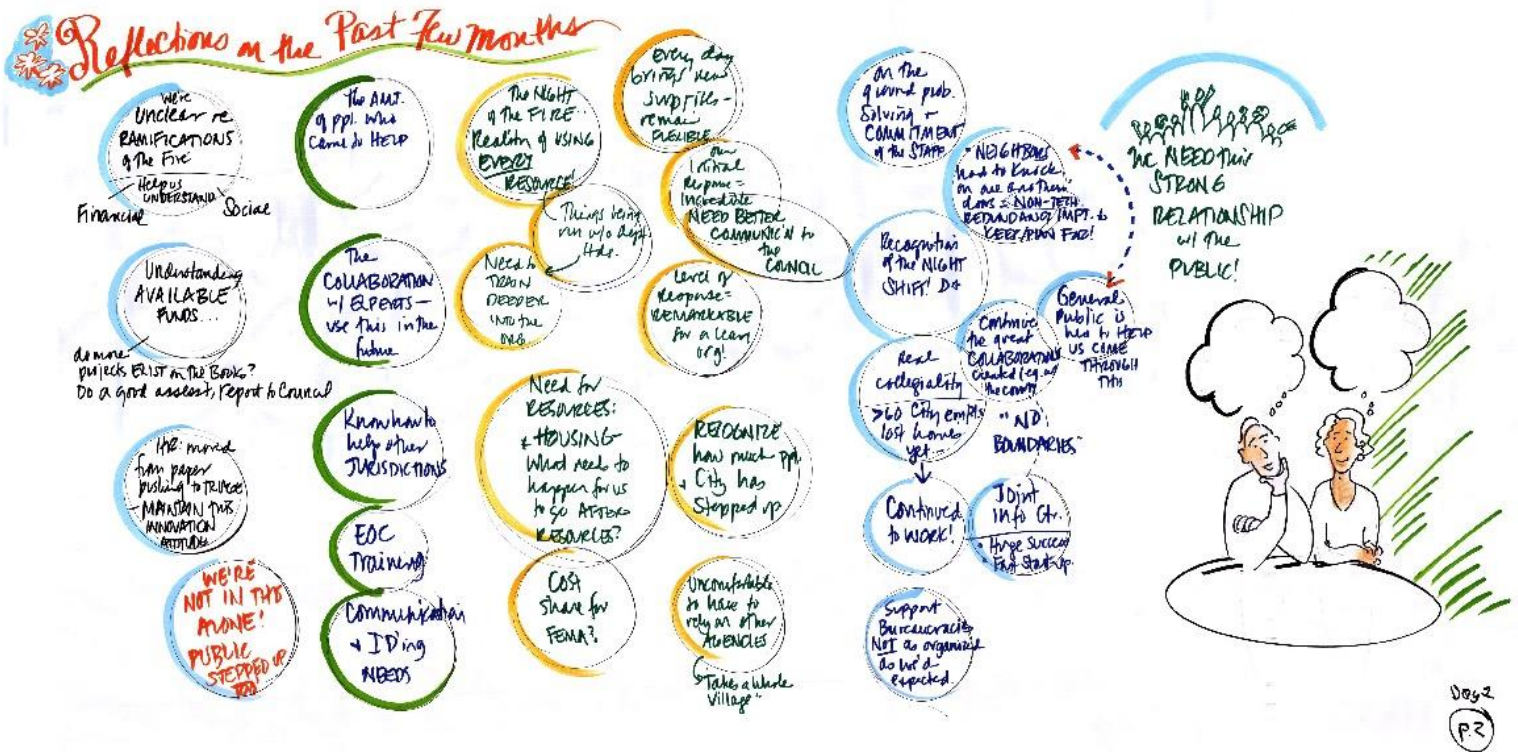 Reflections on the Past Few Months
We're
Unclear re
RAMIFICATIONS
of the Fire
Help us
UNDERSTAND
Financial
Social
Understanding
AVAILABLE
FUNDS...
do more
projects EXIST on the Books?
Do a good assesst, report to Council
HR: moved
from paper
pushing to TRIAGE
- MAINTAIN THIS
INNOVATION
ATTITUDE
WE'RE
NOT IN THIS
ALONE!
PUBLIC
STEPPED UP
TOO
The AMT.
of ppl. who
came to HELP
The
COLLABORATION
w/ EXPERTS -
use this in the
future
Know how to
help other
JURISDICTIONS
EOC
Training
Communication
+ ID'ing
NEEDS
The NIGHT
of the FIRE..
Realizn of USING
EVERY
RESOURCE!
Things being
run w/o dept.
Hds.
Need to
TRAIN
DEEPER
INTO the
ORG
Need for
RESOURCES:
HOUSING-
What needs to
happen for us
to go AFTER
RESOURCES?
Cost
Share for
FEMA?
Every day
brings new
surprises -
remain
FLEXIBLE
Our
Initial
Response =
Incredible
NEED BETTER
COMMUNIC'N to
the
COUNCIL
Level of
Response =
REMARKABLE
for a lean
org!
RECOGNIZE
how much ppl.
+ City has
Stepped up
Uncomfortable
to have to
rely on other
AGENCIES
"Takes a whole
Village"
On the
ground prob.
Solving +
COMMITMENT
of the STAFF
"NEIGHBORS
had to knock
on one another's
doors = NON-TECH
REDUNDANCY IMPT. to
KEEP/PLAN FOR!
Recognition
of the NIGHT
SHIFT!
Real
collegiality
>60 City empls
lost homes
yet...
Continued
to WORK!
Continue
the great
COLLABORATION
created (eg. w/
the county
"NO
BOUNDARIES"
General
Public is
here to HELP
US COME
THROUGH
THIS
Joint
Info Ctr.
• Huge Success
• Fast Start-up
Support
Bureaucracies
NOT as organized
as we'd
expected.
We NEED this
STRONG
RELATIONSHIP
w/ the
PUBLIC!
Day 2
P.2